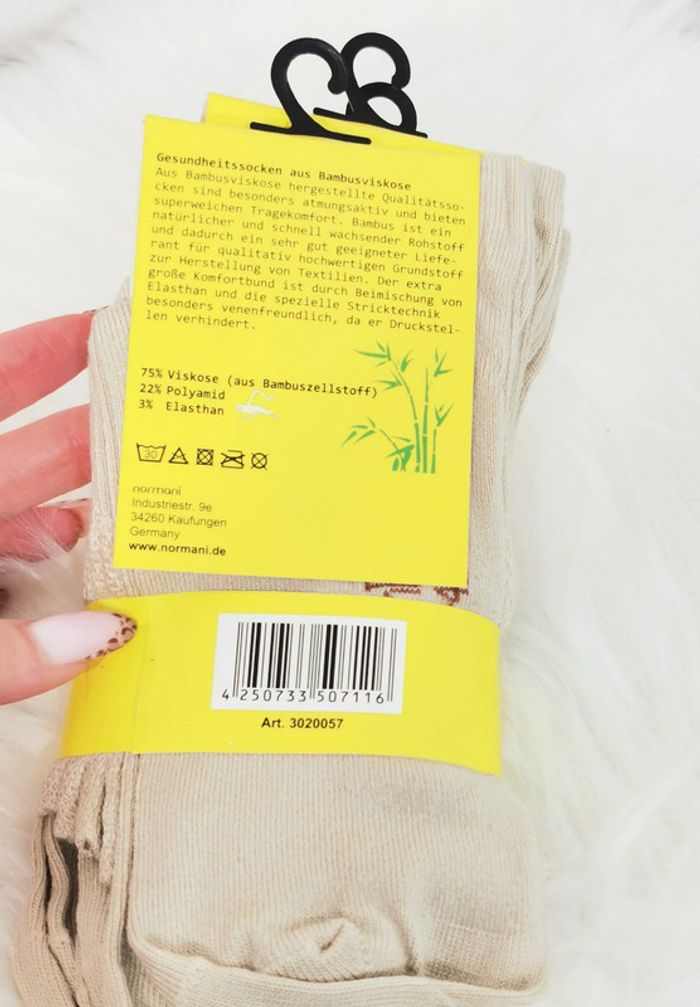 Gesundheitssocken aus Bambusviskose
Aus Bambusviskose hergestellte Qualitätsso-
cken sind besonders atmungsaktiv und bieten
superweichen Tragekomfort. Bambus ist ein
natürlicher und schnell wachsender Rohstoff
und dadurch ein sehr gut geeigneter Liefe-
rant für qualitativ hochwertigen Grundstoff
zur Herstellung von Textilien. Der extra
große Komfortbund ist durch Beimischung von
Elasthan und die spezielle Stricktechnik
besonders venenfreundlich, da er Druckstel-
len verhindert.
75% Viskose (aus Bambuszellstoff)
22% Polyamid
3% Elasthan
30
normani
Industriestr. 9e
34260 Kaufungen
Germany
www.normani.de
4 250733 507116
Art. 3020057